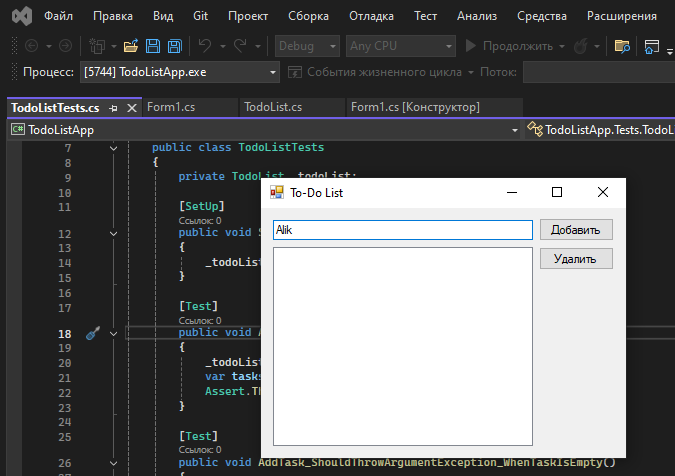 Файл Правка Вид Git Проект Сборка Отладка Тест Анализ Средства Расширения
Debug Any CPU Продолжить
Процесс: [5744] TodoListApp.exe События жизненного цикла Поток:
TodoListTests.cs Form1.cs TodoList.cs Form1.cs [Конструктор]
C# TodoListApp TodoListApp.Tests.TodoL
7 public class TodoListTests
8 {
9 private TodoList _todoList;
10
11 [SetUp]
Ссылок: 0
12 public void S
13 {
14 _todoList
15 }
16
17 [Test]
Ссылок: 0
18 public void A
19 {
20 _todoList
21 var tasks
22 Assert.Th
23 }
24
25 [Test]
Ссылок: 0
26 public void AddTask_ShouldThrowArgumentException_WhenTaskIsEmpty()
27 {
To-Do List
Alik Добавить
Удалить